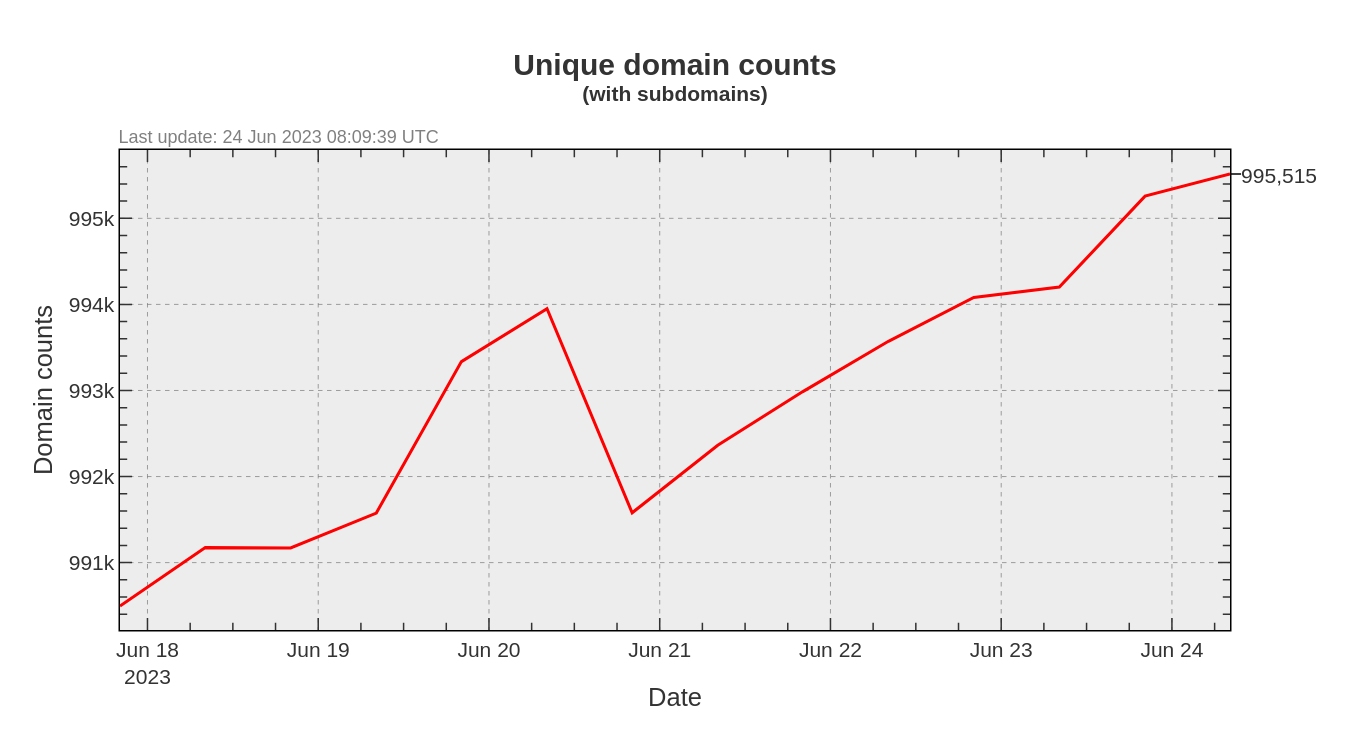 Unique domain counts
(with subdomains)
Last update: 24 Jun 2023 08:09:39 UTC
995,515
995k
994k
993k
992k
991k
Domain counts
Jun 18 Jun 19 Jun 20 Jun 21 Jun 22 Jun 23 Jun 24
2023
Date